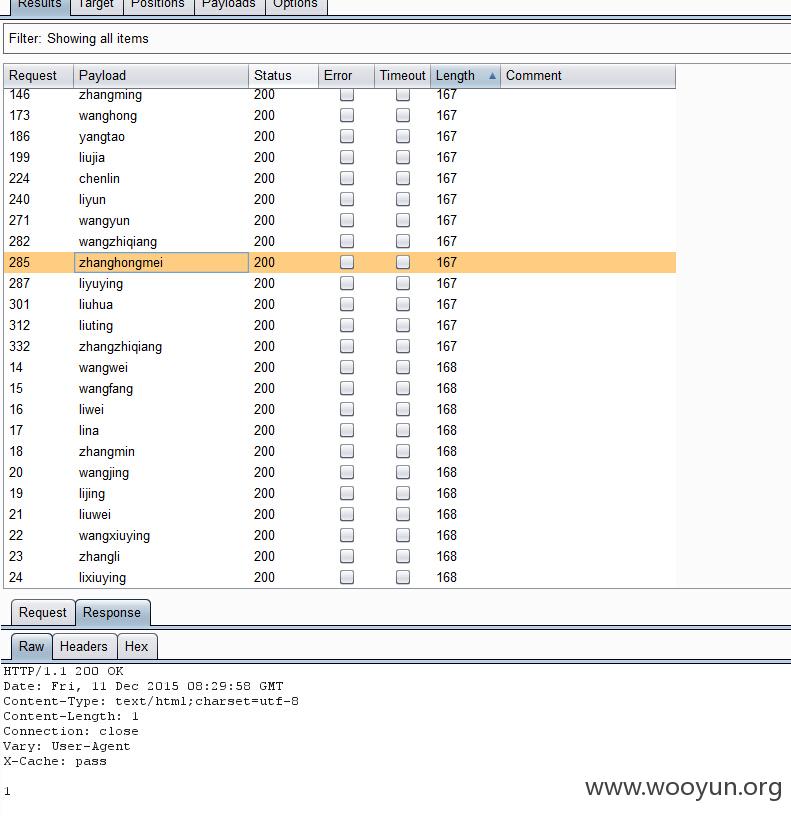 Results Target Positions Payloads Options
Filter: Showing all items
Request Payload Status Error Timeout Length Comment
146 zhangming 200 167
173 wanghong 200 167
186 yangtao 200 167
199 liujia 200 167
224 chenlin 200 167
240 liyun 200 167
271 wangyun 200 167
282 wangzhiqiang 200 167
285 zhanghongmei 200 167
287 liyuying 200 167
301 liuhua 200 167
312 liuting 200 167
332 zhangzhiqiang 200 167
14 wangwei 200 168
15 wangfang 200 168
16 liwei 200 168
17 lina 200 168
18 zhangmin 200 168
20 wangjing 200 168
19 lijing 200 168
21 liuwei 200 168
22 wangxiuying 200 168
23 zhangli 200 168
24 lixiuying 200 168
Request Response
Raw Headers Hex
HTTP/1.1 200 OK
Date: Fri, 11 Dec 2015 08:29:58 GMT
Content-Type: text/html;charset=utf-8
Content-Length: 1
Connection: close
Vary: User-Agent
X-Cache: pass
1
www.wooyun.org